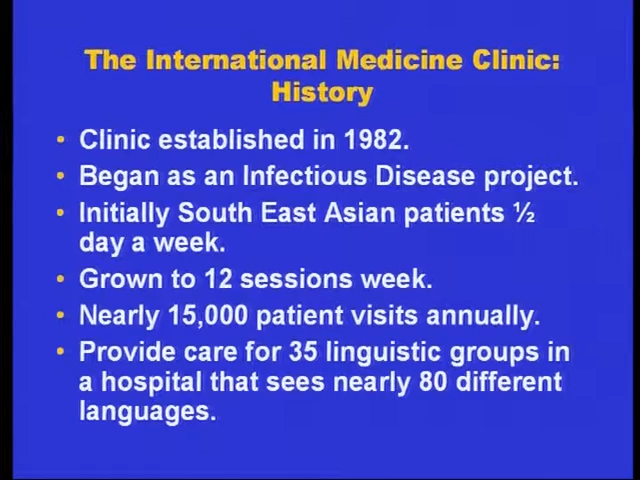 The International Medicine Clinic:
History
• Clinic established in 1982.
• Began as an Infectious Disease project.
• Initially South East Asian patients ½
day a week.
• Grown to 12 sessions week.
• Nearly 15,000 patient visits annually.
• Provide care for 35 linguistic groups in
a hospital that sees nearly 80 different
languages.